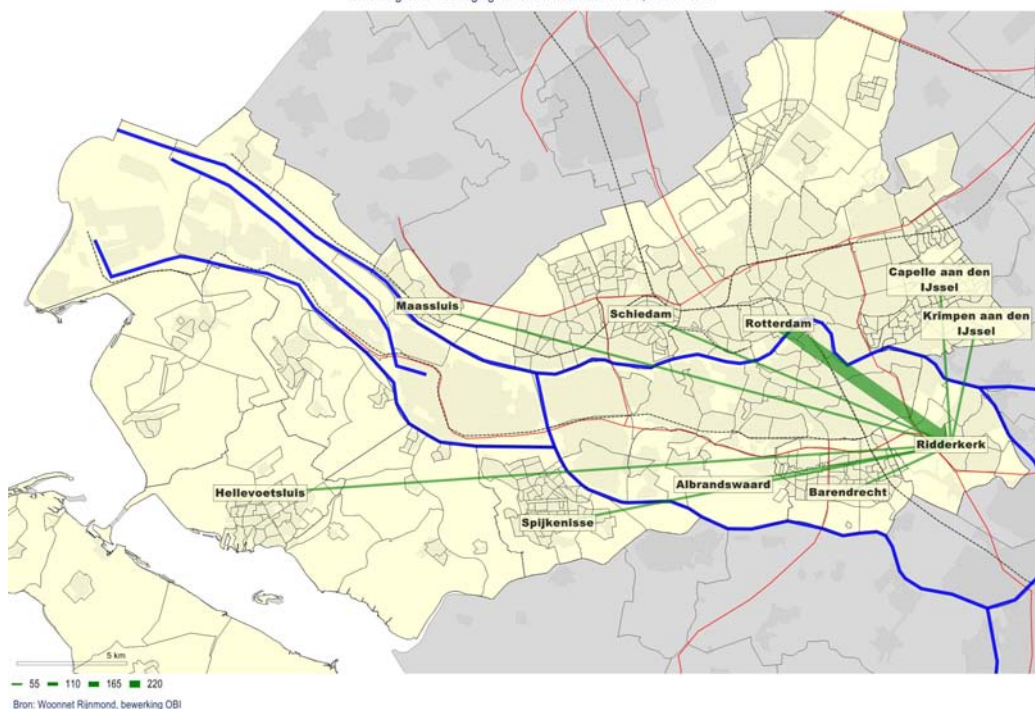 Maassluis
Schiedam
Rotterdam
Capelle aan den
IJssel
Krimpen aan den
IJssel
Ridderkerk
Hellevoetsluis
Albrandswaard
Barendrecht
Spijkenisse
5 km
55 110 165 220
Bron: Woonnet Rijnmond, bewerking OBI